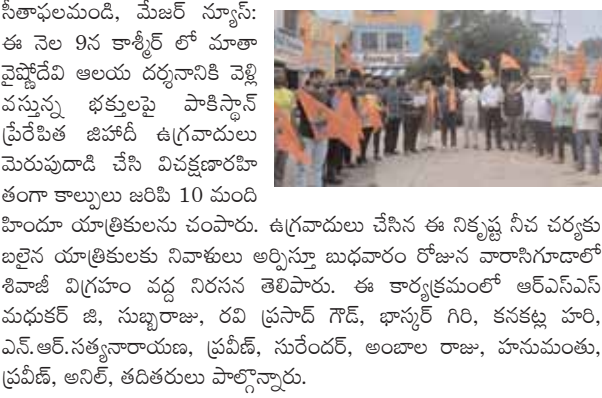 సీతాఫలమండి, మేజర్ న్యూస్:
ఈ నెల 9న కాశ్మీర్ లో మాతా
వైష్ణోదేవి ఆలయ దర్శనానికి వెళ్లి
వస్తున్న భక్తులపై పాకిస్థాన్
ప్రేరేపిత జిహాదీ ఉగ్రవాదులు
మెరుపుదాడి చేసి విచక్షణారహి
తంగా కాల్పులు జరిపి 10 మంది
హిందూ యాత్రికులను చంపారు. ఉగ్రవాదులు చేసిన ఈ నికృష్ట నీచ చర్యకు
బలైన యాత్రికులకు నివాళులు అర్పిస్తూ బుధవారం రోజున వారాసిగూడాలో
శివాజీ విగ్రహం వద్ద నిరసన తెలిపారు. ఈ కార్యక్రమంలో ఆర్ఎస్ఎస్
మధుకర్ జి, సుబ్బరాజు, రవి ప్రసాద్ గౌడ్, భాస్కర్ గిరి, కనకట్ల హరి,
ఎన్.ఆర్.సత్యనారాయణ, ప్రవీణ్, సురేందర్, అంబాల రాజు, హనుమంతు,
ప్రవీణ్, అనిల్, తదితరులు పాల్గొన్నారు.